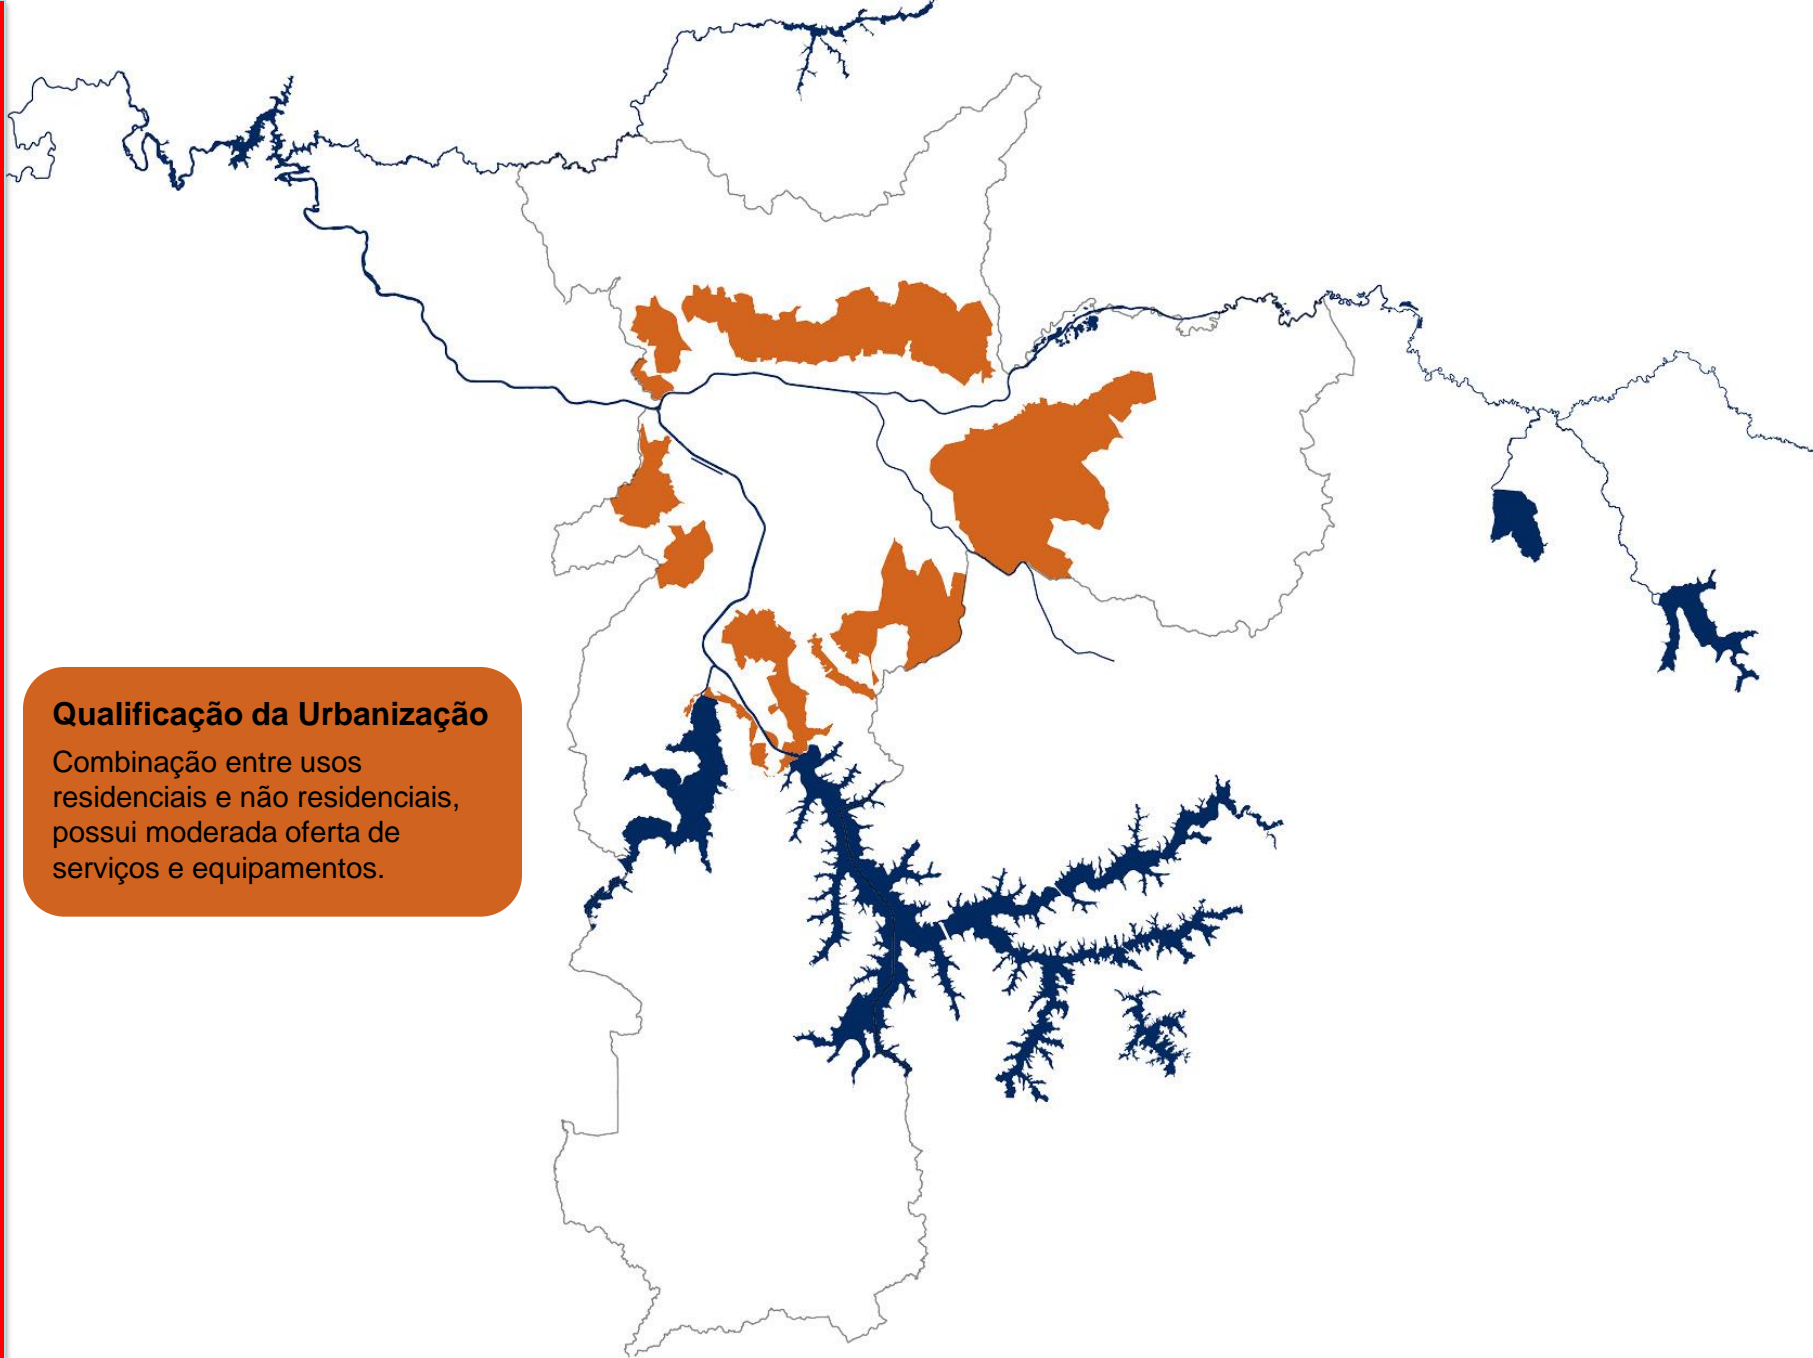 Qualificação da Urbanização
Combinação entre usos
residenciais e não residenciais,
possui moderada oferta de
serviços e equipamentos.